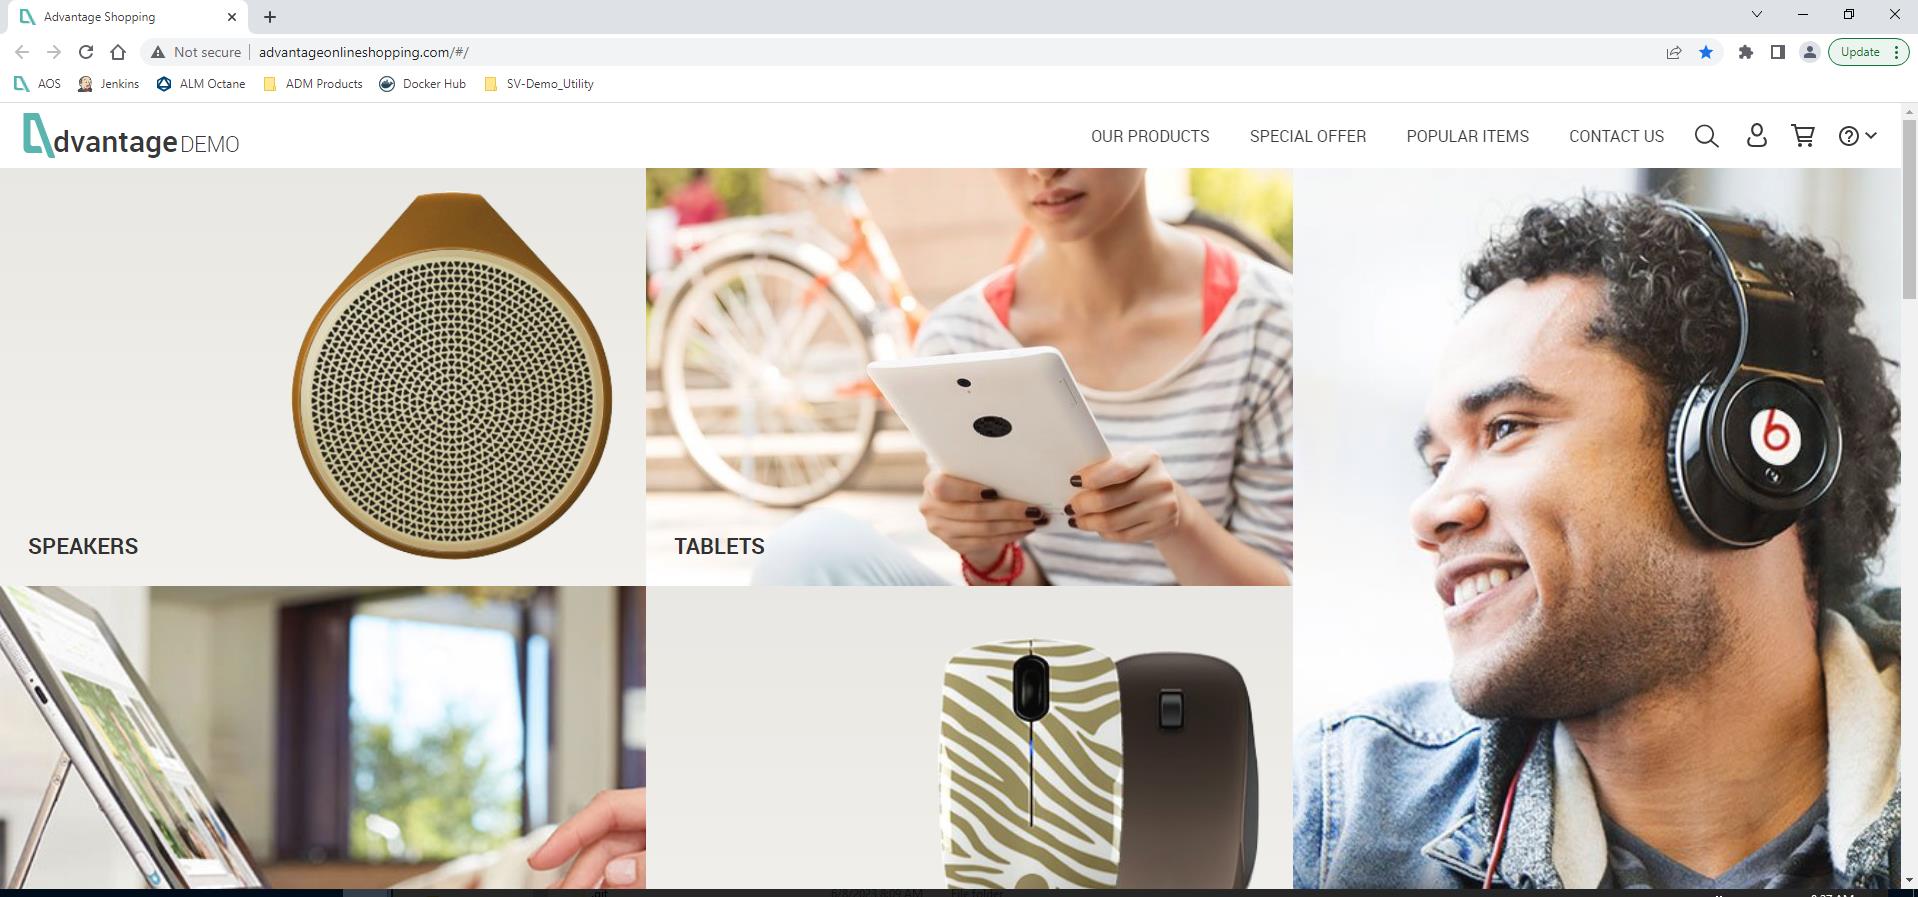 Advantage Shopping
Not secure advantageonlineshopping.com/#/
Update
AOS Jenkins ALM Octane ADM Products Docker Hub SV-Demo_Utility
dvantage DEMO
OUR PRODUCTS SPECIAL OFFER POPULAR ITEMS CONTACT US
SPEAKERS
TABLETS